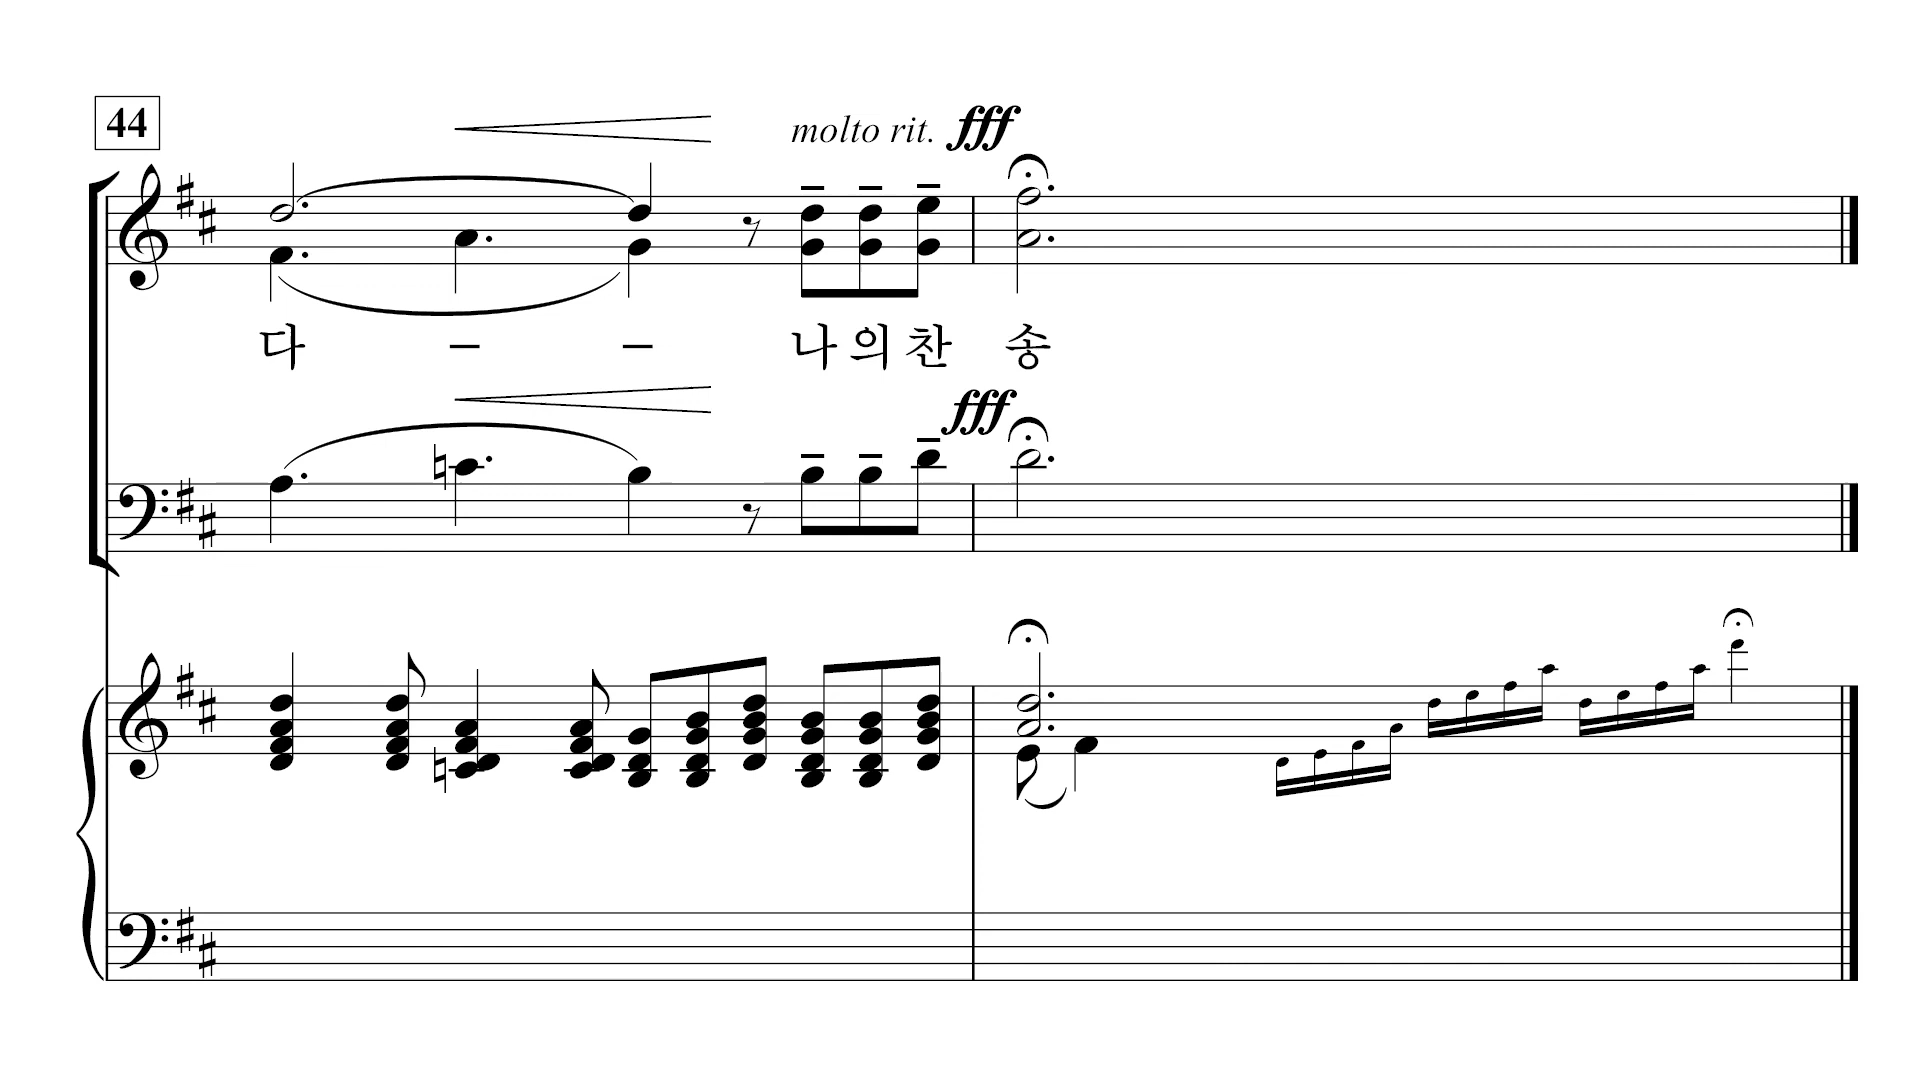 44
molto rit. fff
다 – – 나 의 찬 송
fff